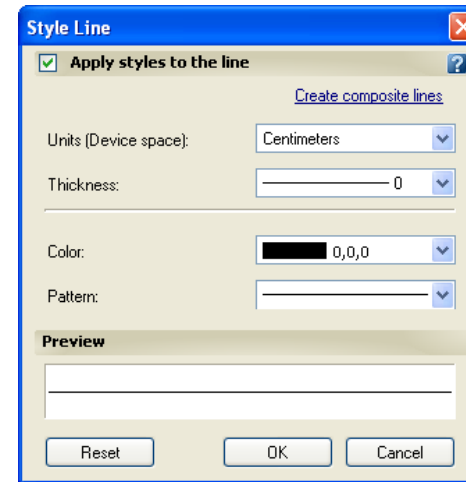 Style Line
Apply styles to the line
?
Create composite lines
Units (Device space):
Centimeters
Thickness:
0
Color:
0,0,0
Pattern:
Preview
Reset
OK
Cancel